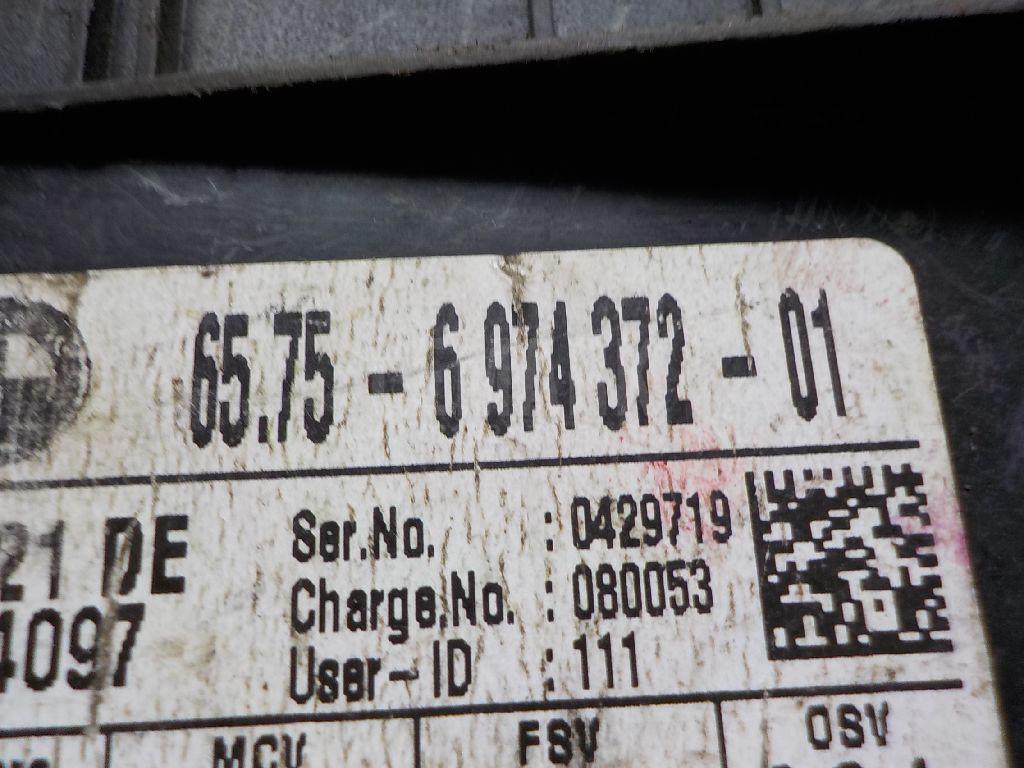 65.75 - 6 974 372 - 01
21 DE
Ser.No. : 0429719
4097
Charge.No. : 080053
User-ID : 111
MCV FSV OSV